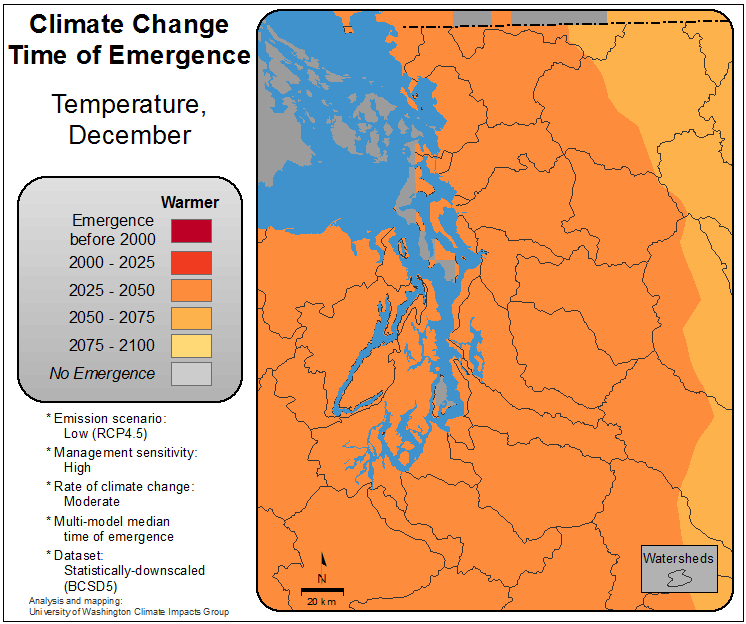 Climate Change
Time of Emergence
Temperature,
December
Warmer
Emergence
before 2000
2000 - 2025
2025 - 2050
2050 - 2075
2075 - 2100
No Emergence
* Emission scenario:
Low (RCP4.5)
* Management sensitivity:
High
* Rate of climate change:
Moderate
* Multi-model median
time of emergence
* Dataset:
Statistically-downscaled
(BCSD5)
Analysis and mapping:
University of Washington Climate Impacts Group
N
20 km
Watersheds